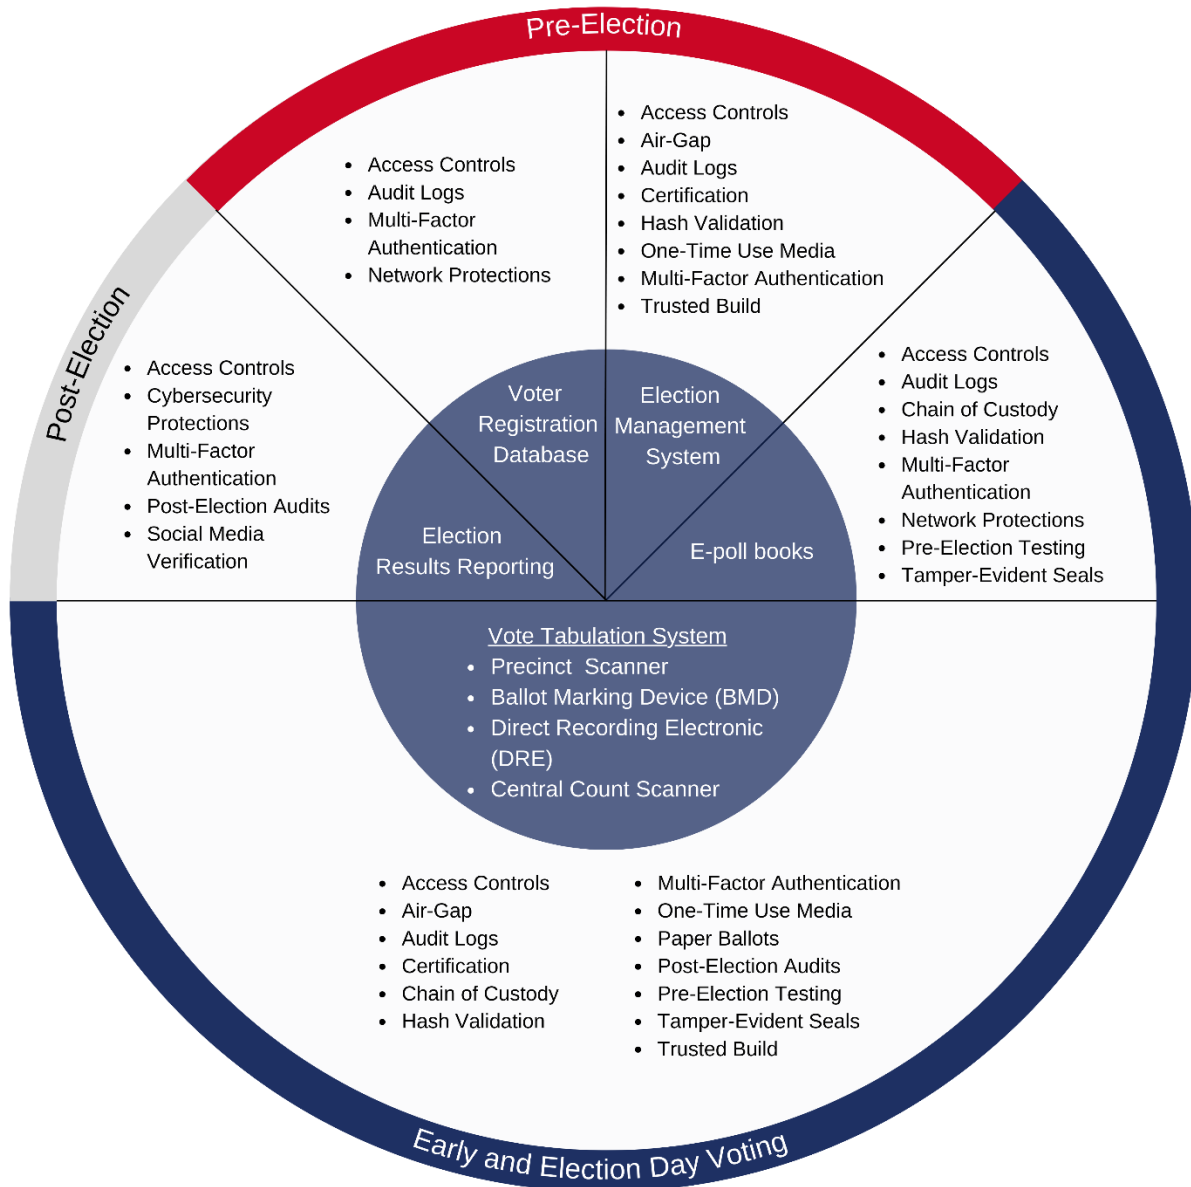 Pre-Election
• Access Controls
• Audit Logs
• Multi-Factor
Authentication
• Network Protections
• Access Controls
• Air-Gap
• Audit Logs
• Certification
• Hash Validation
• One-Time Use Media
• Multi-Factor Authentication
• Trusted Build
Post-Election
• Access Controls
• Cybersecurity
Protections
• Multi-Factor
Authentication
• Post-Election Audits
• Social Media
Verification
Voter
Registration
Database
Election
Management
System
• Access Controls
• Audit Logs
• Chain of Custody
• Hash Validation
• Multi-Factor
Authentication
• Network Protections
• Pre-Election Testing
• Tamper-Evident Seals
Election
Results Reporting
E-poll books
Vote Tabulation System
• Precinct Scanner
• Ballot Marking Device (BMD)
• Direct Recording Electronic
(DRE)
• Central Count Scanner
• Access Controls
• Air-Gap
• Audit Logs
• Certification
• Chain of Custody
• Hash Validation
• Multi-Factor Authentication
• One-Time Use Media
• Paper Ballots
• Post-Election Audits
• Pre-Election Testing
• Tamper-Evident Seals
• Trusted Build
Early and Election Day Voting